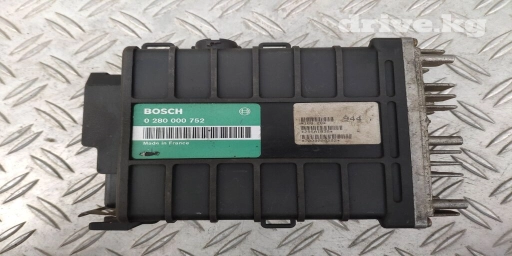 drive.kg
BOSCH
0 280 000 752
Made in France
944